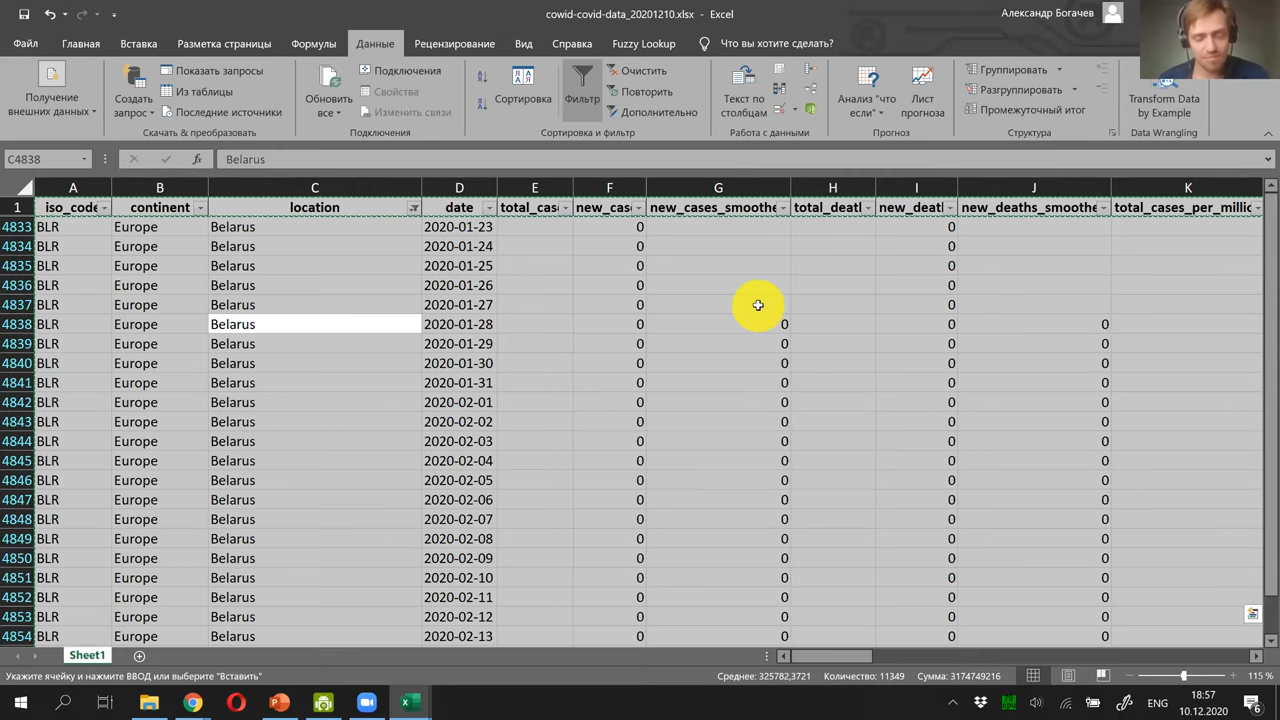 cowid-covid-data_20201210.xlsx - Excel
Александр Богачев
Файл Главная Вставка Разметка страницы Формулы Данные Рецензирование Вид Справка Fuzzy Lookup Что вы хотите сделать?
Получение внешних данных
Создать запрос
Показать запросы
Из таблицы
Последние источники
Скачать & преобразовать
Обновить все
Подключения
Свойства
Изменить связи
Подключения
Сортировка
Фильтр
Очистить
Повторить
Дополнительно
Сортировка и фильтр
Текст по столбцам
Работа с данными
Анализ "что если"
Лист прогноза
Прогноз
Группировать
Разгруппировать
Промежуточный итог
Структура
Transform Data by Example
Data Wrangling
C4838 fx Belarus
A B C D E F G H I J K
1 iso_code continent location date total_cas new_cas new_cases_smoothe total_deatl new_deatl new_deaths_smoothe total_cases_per_millio
4833 BLR Europe Belarus 2020-01-23 0 0
4834 BLR Europe Belarus 2020-01-24 0 0
4835 BLR Europe Belarus 2020-01-25 0 0
4836 BLR Europe Belarus 2020-01-26 0 0
4837 BLR Europe Belarus 2020-01-27 0 0
4838 BLR Europe Belarus 2020-01-28 0 0 0 0
4839 BLR Europe Belarus 2020-01-29 0 0 0 0
4840 BLR Europe Belarus 2020-01-30 0 0 0 0
4841 BLR Europe Belarus 2020-01-31 0 0 0 0
4842 BLR Europe Belarus 2020-02-01 0 0 0 0
4843 BLR Europe Belarus 2020-02-02 0 0 0 0
4844 BLR Europe Belarus 2020-02-03 0 0 0 0
4845 BLR Europe Belarus 2020-02-04 0 0 0 0
4846 BLR Europe Belarus 2020-02-05 0 0 0 0
4847 BLR Europe Belarus 2020-02-06 0 0 0 0
4848 BLR Europe Belarus 2020-02-07 0 0 0 0
4849 BLR Europe Belarus 2020-02-08 0 0 0 0
4850 BLR Europe Belarus 2020-02-09 0 0 0 0
4851 BLR Europe Belarus 2020-02-10 0 0 0 0
4852 BLR Europe Belarus 2020-02-11 0 0 0 0
4853 BLR Europe Belarus 2020-02-12 0 0 0 0
4854 BLR Europe Belarus 2020-02-13 0 0 0 0
Sheet1
Укажите ячейку и нажмите ВВОД или выберите "Вставить" Среднее: 325782,3721 Количество: 11349 Сумма: 3174749216 115 %
ENG 18:57
10.12.2020 6